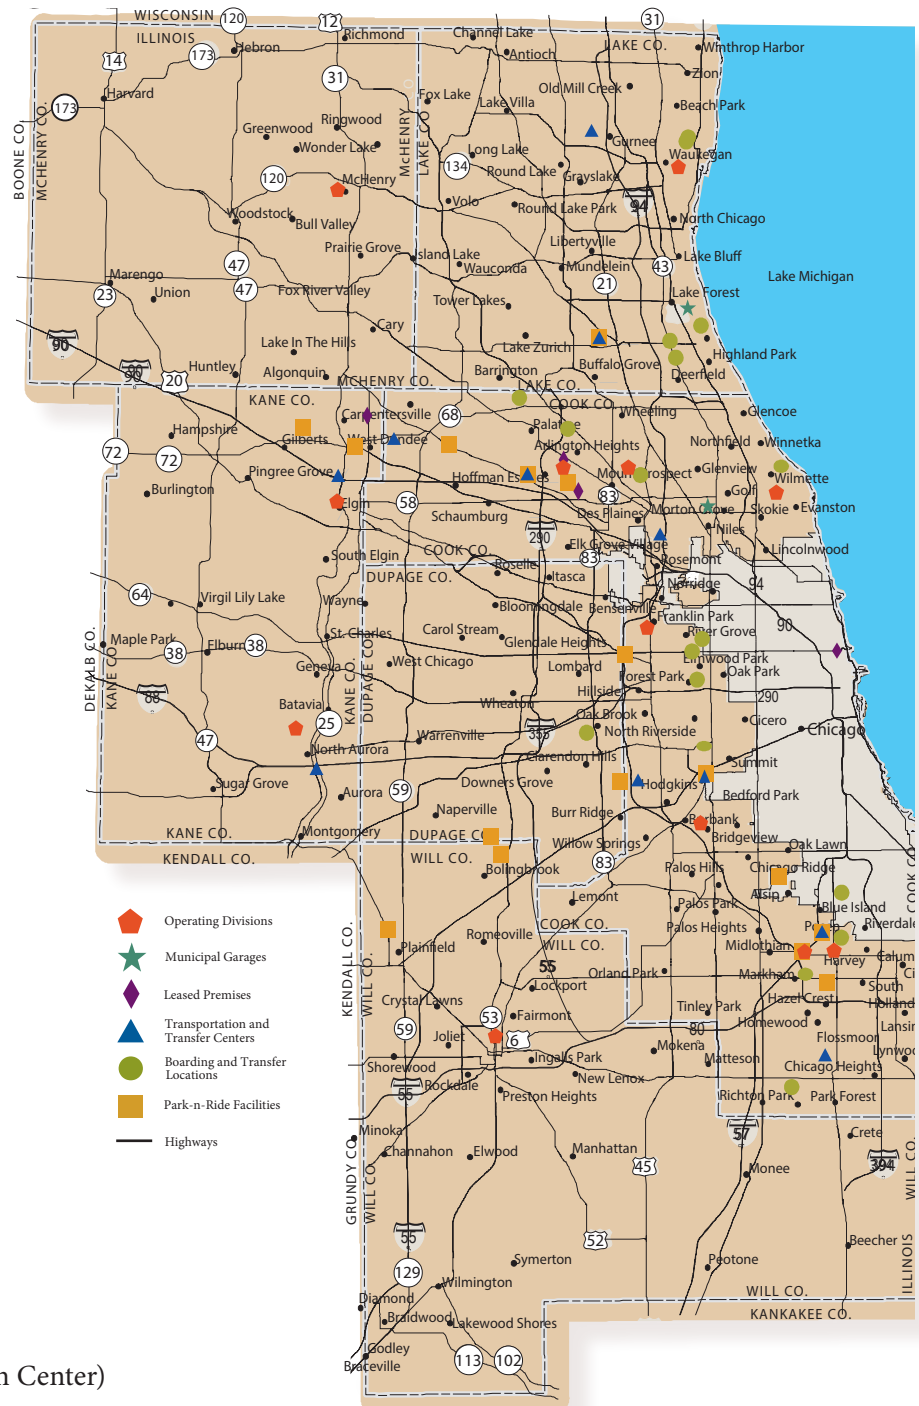 WISCONSIN
ILLINOIS
120
12
31
Richmond
Channel Lake
LAKE CO.
Winthrop Harbor
14
173
Hebron
Antioch
Zion
31
Old Mill Creek
Harvard
173
Fox Lake
Lake Villa
Beach Park
BOONE CO.
MCHENRY CO.
McHENRY
LAKE CO.
Greenwood
Ringwood
Wonder Lake
Gurnee
Long Lake
Waukegan
134
Round Lake
Grayslake
120
McHenry
94
Volo
Round Lake Park
Woodstock
Bull Valley
North Chicago
Prairie Grove
Libertyville
Island Lake
Lake Bluff
47
Wauconda
Mundelein
43
Lake Michigan
Marengo
23
Union
47
Fox River Valley
21
Lake Forest
Tower Lakes
Cary
90
Lake In The Hills
Lake Zurich
Highland Park
90
90
20
Huntley
Algonquin
Barrington
Buffalo Grove
Deerfield
MCHENRY CO.
LAKE CO.
KANE CO.
COOK CO.
Carpentersville
68
Wheeling
Glencoe
Hampshire
Palatine
72
72
Gilberts
West Dundee
Arlington Heights
Northfield
Winnetka
Pingree Grove
Hoffman Estates
Mount Prospect
Glenview
Wilmette
Burlington
Elgin
58
83
Golf
Schaumburg
Des Plaines
Morton Grove
Skokie
Evanston
Niles
290
Elk Grove Village
COOK CO.
South Elgin
83
Rosemont
Lincolnwood
Roselle
DUPAGE CO.
Itasca
Norridge
94
64
Virgil Lily Lake
Wayne
Bloomingdale
Bensenville
Franklin Park
90
Maple Park
St. Charles
Carol Stream
Glendale Heights
River Grove
38
Elburn
38
Elmwood Park
DEKALB CO.
KANE CO.
KANE CO.
DUPAGE CO.
Geneva
West Chicago
Lombard
Forest Park
Oak Park
88
Hillside
290
Batavia
Wheaton
25
Oak Brook
Cicero
47
355
North Riverside
Chicago
Warrenville
North Aurora
Clarendon Hills
Summit
Sugar Grove
59
Downers Grove
Hodgkins
Aurora
Bedford Park
Naperville
Burr Ridge
Burbank
KANE CO.
Montgomery
DUPAGE CO.
Bridgeview
KENDALL CO.
WILL CO.
Willow Springs
Oak Lawn
COOK CO.
83
Palos Hills
Chicago Ridge
Bolingbrook
Lemont
Alsip
Palos Park
Blue Island
COOK CO.
Palos Heights
Riverdale
Romeoville
WILL CO.
KENDALL CO.
WILL CO.
Plainfield
Midlothian
Harvey
55
Orland Park
Markham
Lockport
South
Holland
Crystal Lawns
Hazel Crest
53
Fairmont
Tinley Park
Homewood
59
Joliet
6
80
Flossmoor
Mokena
Shorewood
Ingalls Park
Matteson
Chicago Heights
Rockdale
55
New Lenox
Preston Heights
Richton Park
Park Forest
Minoka
57
Crete
Channahon
Elwood
Manhattan
GRUNDY CO.
WILL CO.
45
Monee
394
WILL CO.
ILLINOIS
55
52
Beecher
129
Symerton
Peotone
Wilmington
WILL CO.
KANKAKEE CO.
Diamond
Braidwood
Lakewood Shores
Godley
Braceville
113
102
Operating Divisions
Municipal Garages
Leased Premises
Transportation and
Transfer Centers
Boarding and Transfer
Locations
Park-n-Ride Facilities
Highways
n Center)